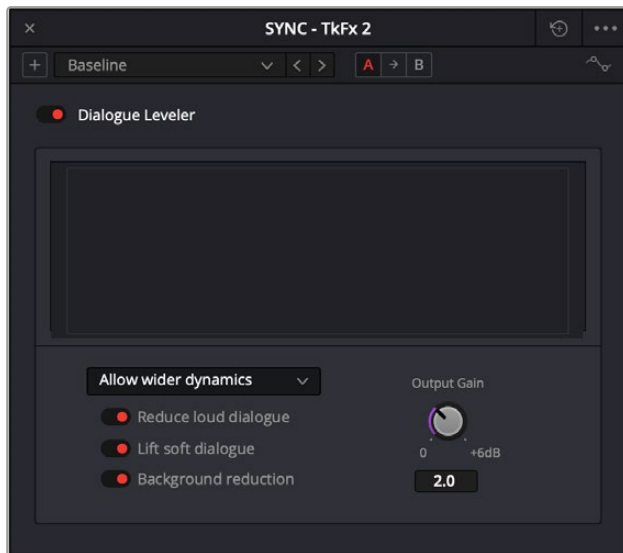 SYNC - TkFx 2
Baseline
A B
Dialogue Leveler
Allow wider dynamics
Output Gain
Reduce loud dialogue
Lift soft dialogue
0 +6dB
Background reduction
2.0